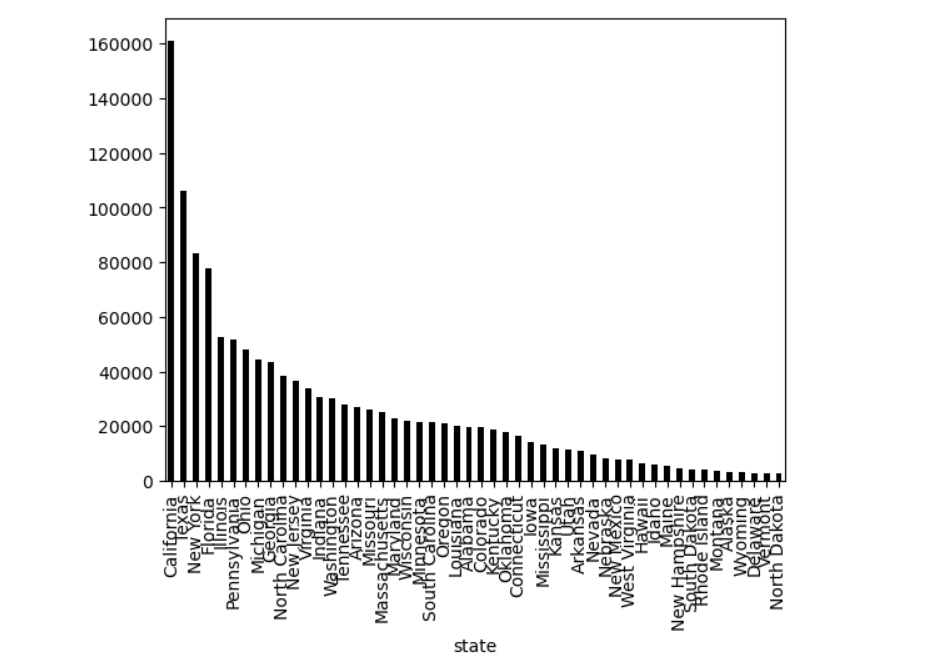 160000
140000
120000
100000
80000
60000
40000
20000
0
California
Texas
New York
Florida
Illinois
Pennsylvania
Ohio
Michigan
Georgia
North Carolina
New Jersey
Virginia
Indiana
Washington
Tennessee
Arizona
Missouri
Massachusetts
Maryland
Wisconsin
Minnesota
South Carolina
Oregon
Louisiana
Alabama
Colorado
Kentucky
Oklahoma
Connecticut
Iowa
Mississippi
Kansas
Utah
Arkansas
Nevada
Nebraska
New Mexico
West Virginia
Hawaii
Idaho
Maine
New Hampshire
South Dakota
Rhode Island
Montana
Alaska
Wyoming
Delaware
Vermont
North Dakota
state